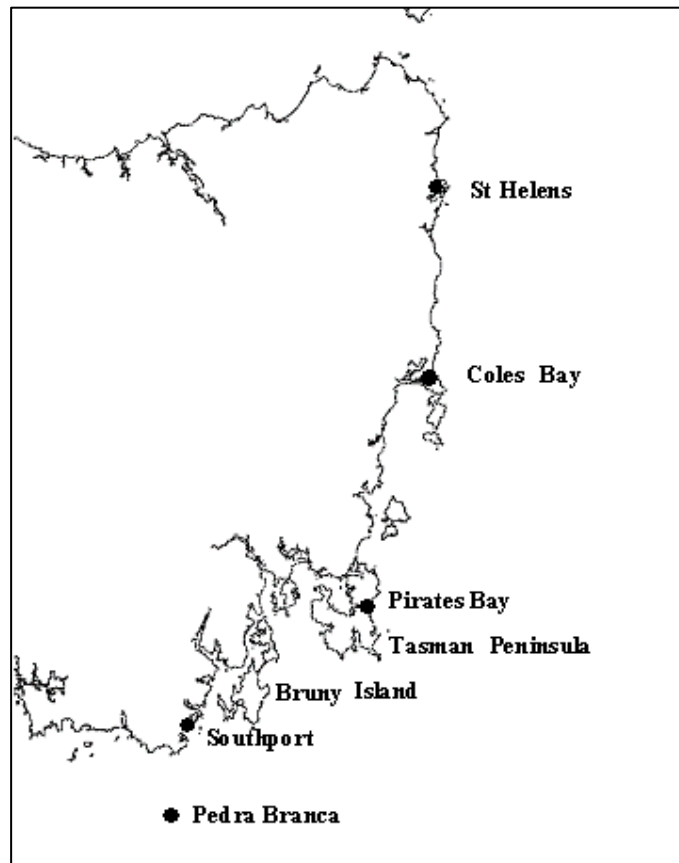 St Helens
Coles Bay
Pirates Bay
Tasman Peninsula
Bruny Island
Southport
Pedra Branca